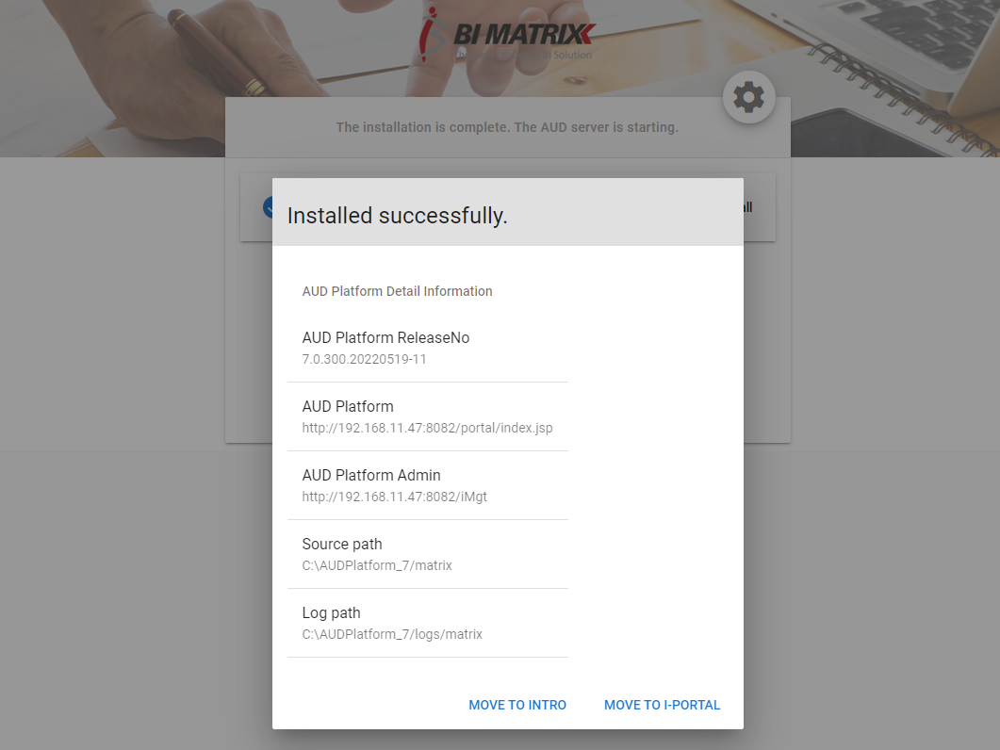 BI MATRIX
BI Solution
The installation is complete. The AUD server is starting.
Installed successfully.
AUD Platform Detail Information
AUD Platform ReleaseNo
7.0.300.20220519-11
AUD Platform
http://192.168.11.47:8082/portal/index.jsp
AUD Platform Admin
http://192.168.11.47:8082/iMgt
Source path
C:\AUDPlatform_7/matrix
Log path
C:\AUDPlatform_7/logs/matrix
MOVE TO INTRO
MOVE TO I-PORTAL